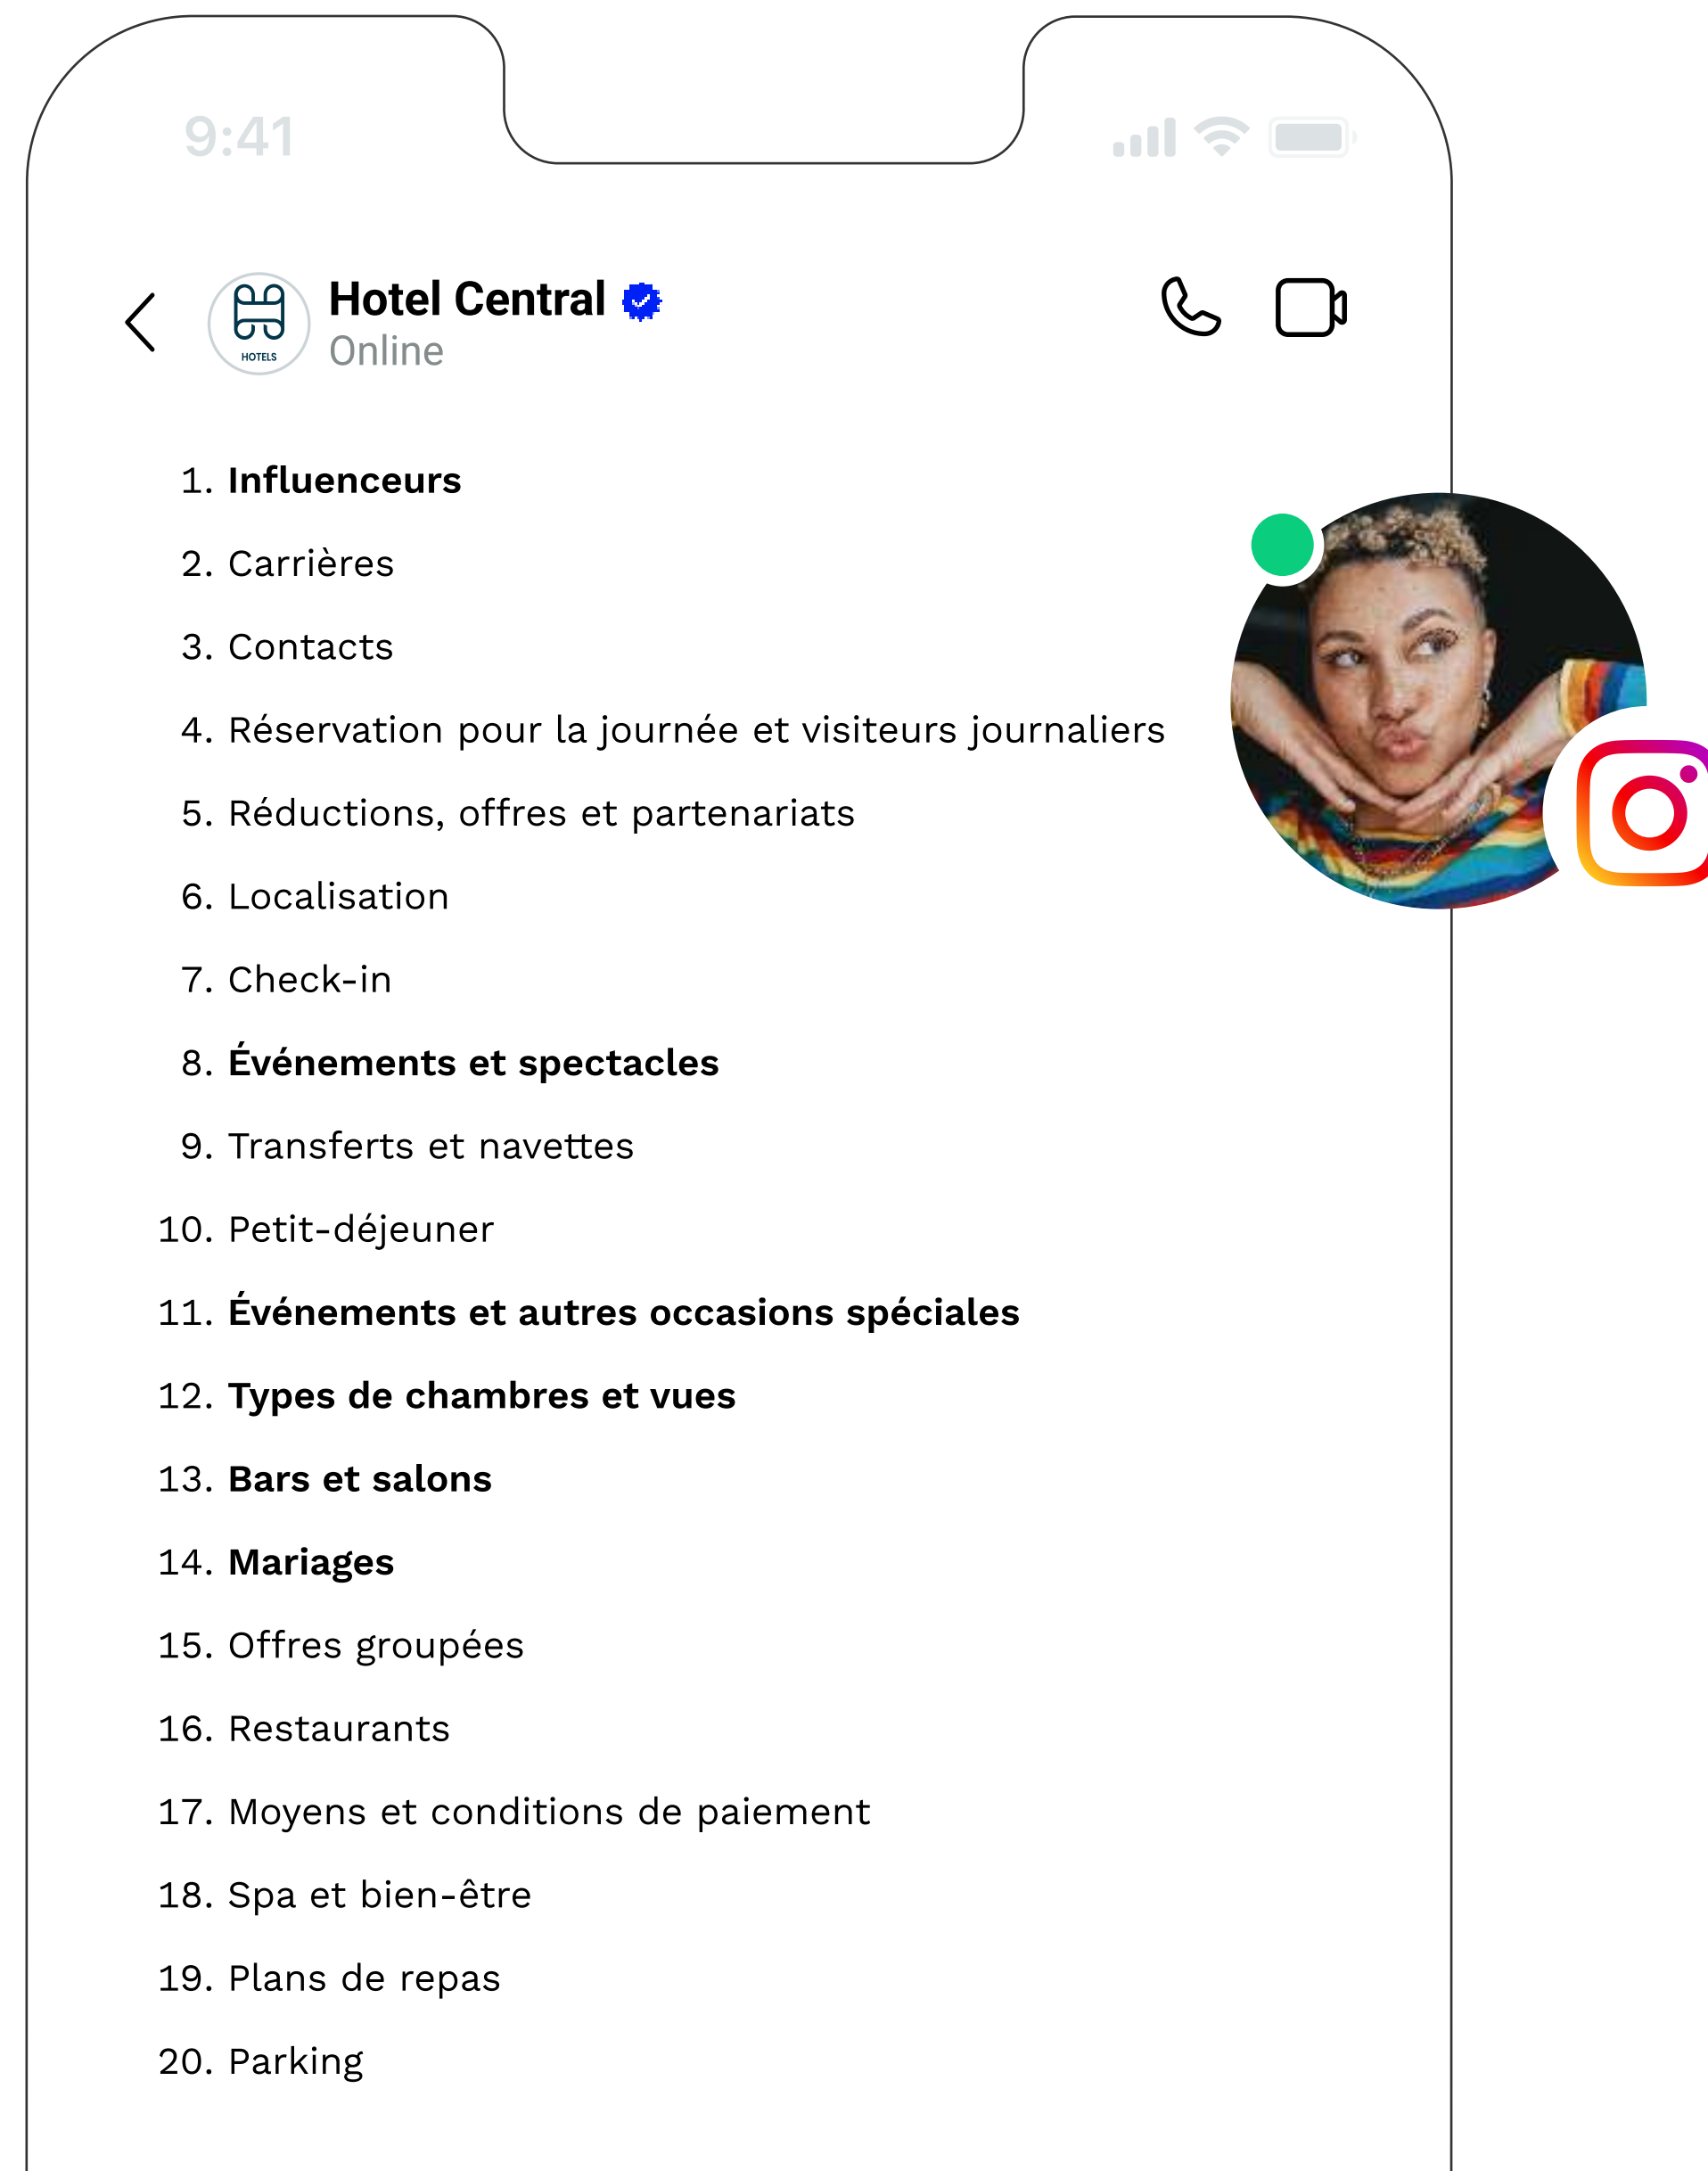 9:41
Hotel Central
Online
HOTELS
1. Influenceurs
2. Carrières
3. Contacts
4. Réservation pour la journée et visiteurs journaliers
5. Réductions, offres et partenariats
6. Localisation
7. Check-in
8. Événements et spectacles
9. Transferts et navettes
10. Petit-déjeuner
11. Événements et autres occasions spéciales
12. Types de chambres et vues
13. Bars et salons
14. Mariages
15. Offres groupées
16. Restaurants
17. Moyens et conditions de paiement
18. Spa et bien-être
19. Plans de repas
20. Parking